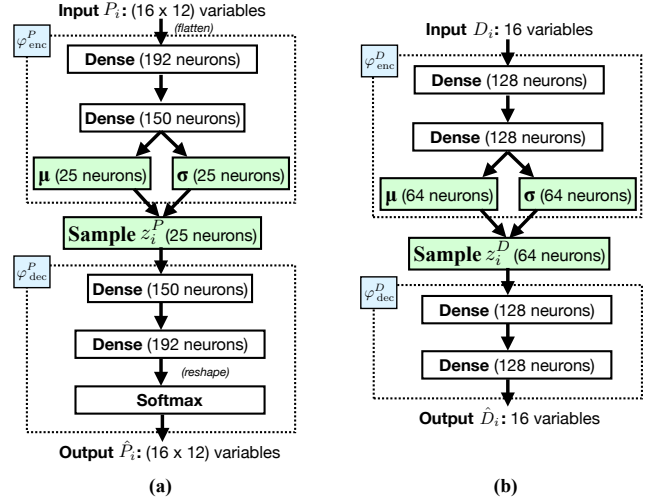 Input P_i: (16 x 12) variables
(flatten)
φ^P_enc
Dense (192 neurons)
Dense (150 neurons)
μ (25 neurons)
σ (25 neurons)
Sample z_i^P (25 neurons)
φ^P_dec
Dense (150 neurons)
Dense (192 neurons)
(reshape)
Softmax
Output P̂_i: (16 x 12) variables
(a)
Input D_i: 16 variables
φ^D_enc
Dense (128 neurons)
Dense (128 neurons)
μ (64 neurons)
σ (64 neurons)
Sample z_i^D (64 neurons)
φ^D_dec
Dense (128 neurons)
Dense (128 neurons)
Output D̂_i: 16 variables
(b)